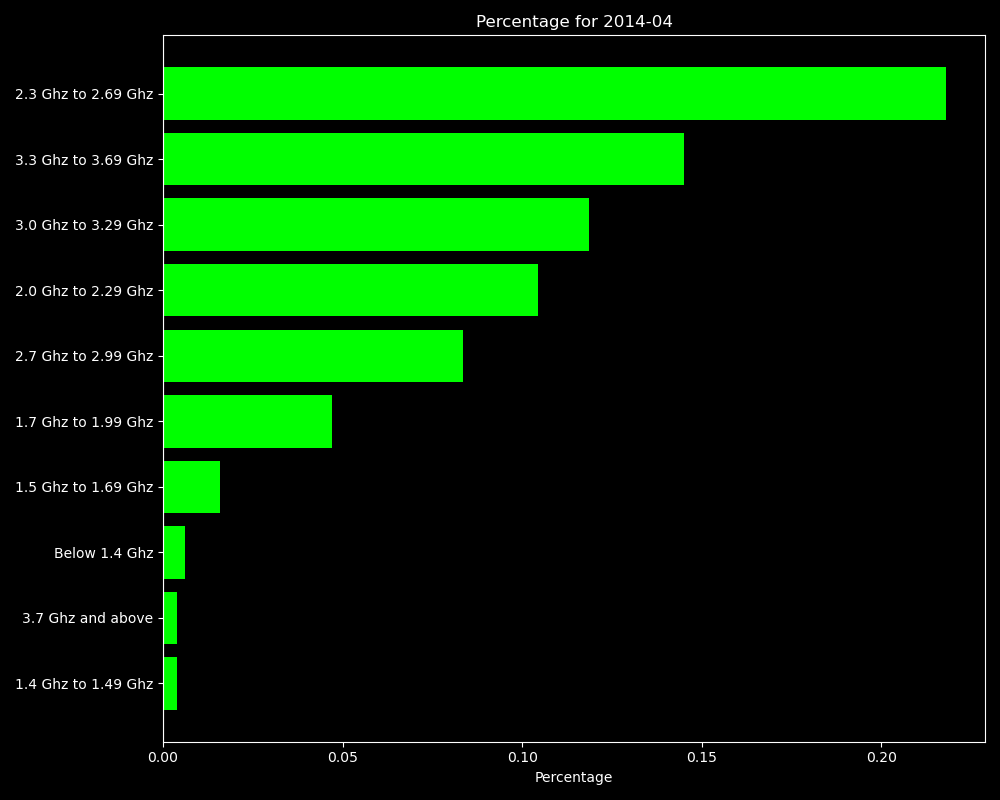 Percentage for 2014-04
2.3 Ghz to 2.69 Ghz
3.3 Ghz to 3.69 Ghz
3.0 Ghz to 3.29 Ghz
2.0 Ghz to 2.29 Ghz
2.7 Ghz to 2.99 Ghz
1.7 Ghz to 1.99 Ghz
1.5 Ghz to 1.69 Ghz
Below 1.4 Ghz
3.7 Ghz and above
1.4 Ghz to 1.49 Ghz
0.00 0.05 0.10 0.15 0.20
Percentage